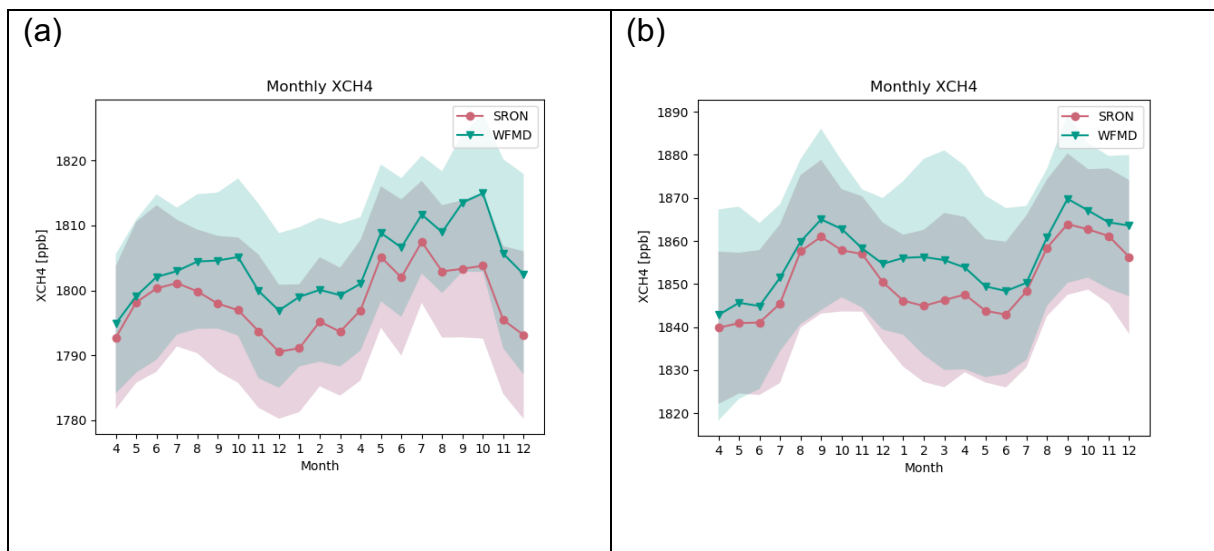 (a)
Monthly XCH4
SRON
WFMD
XCH4 [ppb]
1820
1810
1800
1790
1780
4 5 6 7 8 9 10 11 12 1 2 3 4 5 6 7 8 9 10 11 12
Month
(b)
Monthly XCH4
SRON
WFMD
XCH4 [ppb]
1890
1880
1870
1860
1850
1840
1830
1820
4 5 6 7 8 9 10 11 12 1 2 3 4 5 6 7 8 9 10 11 12
Month